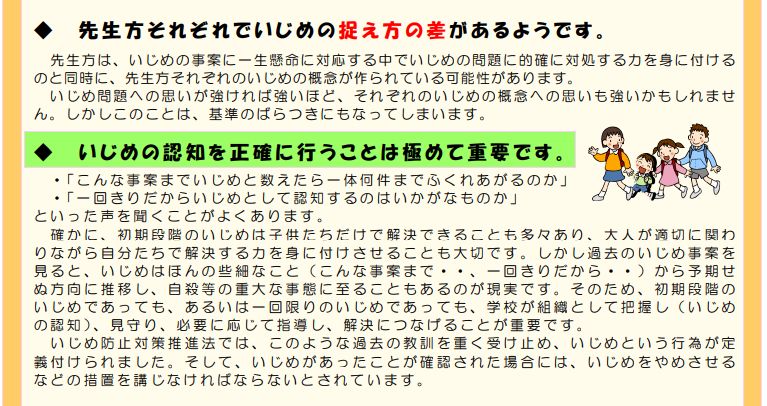 ◆　先生方それぞれでいじめの捉え方の差があるようです。
　先生方は、いじめの事案に一生懸命に対応する中でいじめの問題に的確に対処する力を身に付ける
のと同時に、先生方それぞれのいじめの概念が作られている可能性があります。
　いじめ問題への思いが強ければ強いほど、それぞれのいじめの概念への思いも強いかもしれませ
ん。しかしこのことは、基準のばらつきにもなってしまいます。
◆　いじめの認知を正確に行うことは極めて重要です。
・「こんな事案までいじめと数えたら一体何件までふくれあがるのか」
・「一回きりだからいじめとして認知するのはいかがなものか」
といった声を聞くことがよくあります。
　確かに、初期段階のいじめは子供たちだけで解決できることも多々あり、大人が適切に関わ
りながら自分たちで解決する力を身に付けさせることも大切です。しかし過去のいじめ事案を
見ると、いじめはほんの些細なこと（こんな事案まで・・、一回きりだから・・）から予期せ
ぬ方向に推移し、自殺等の重大な事態に至ることもあるのが現実です。そのため、初期段階の
いじめであっても、あるいは一回限りのいじめであっても、学校が組織として把握し（いじめ
の認知）、見守り、必要に応じて指導し、解決につなげることが重要です。
　いじめ防止対策推進法では、このような過去の教訓を重く受け止め、いじめという行為が定
義付けられました。そして、いじめがあったことが確認された場合には、いじめをやめさせる
などの措置を講じなければならないとされています。